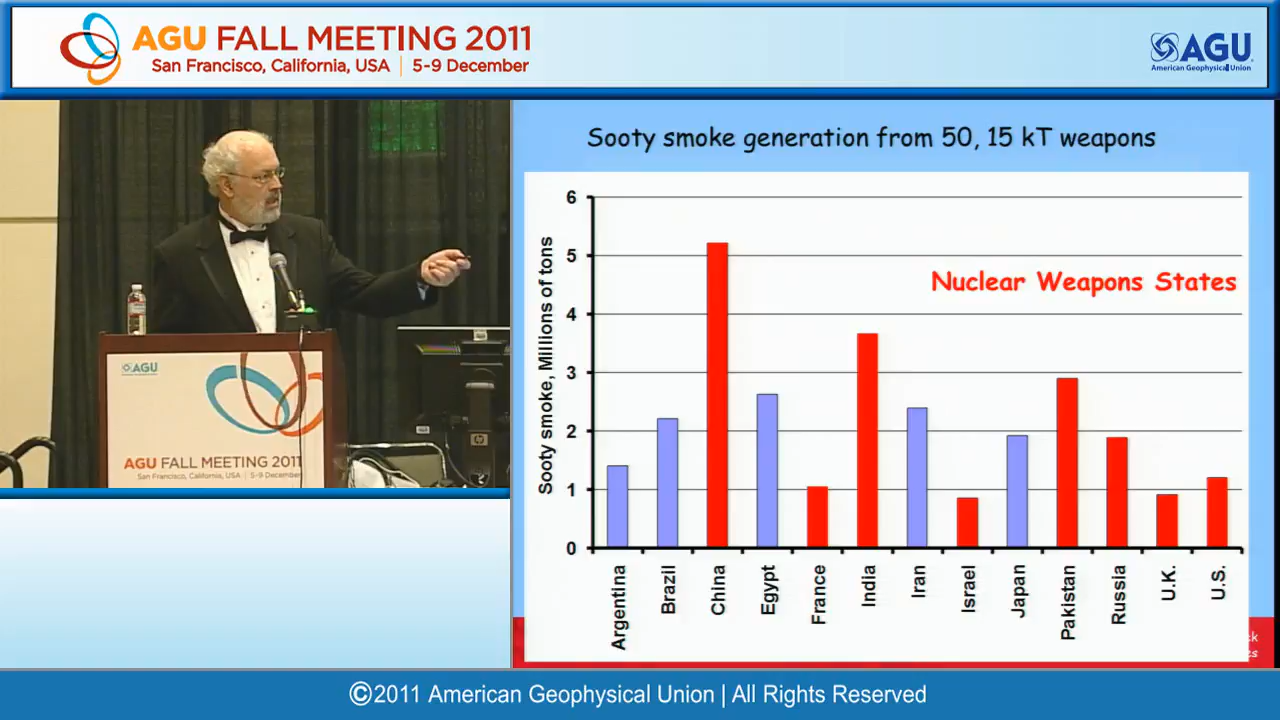 AGU FALL MEETING 2011
San Francisco, California, USA | 5-9 December
AGU
American Geophysical Union
Sooty smoke generation from 50, 15 kT weapons
Nuclear Weapons States
Sooty smoke, Millions of tons
6
5
4
3
2
1
0
Argentina
Brazil
China
Egypt
France
India
Iran
Israel
Japan
Pakistan
Russia
U.K.
U.S.
AGU
hp
AGU FALL MEETING 2011
San Francisco, California, USA | 5-9 December
©2011 American Geophysical Union | All Rights Reserved